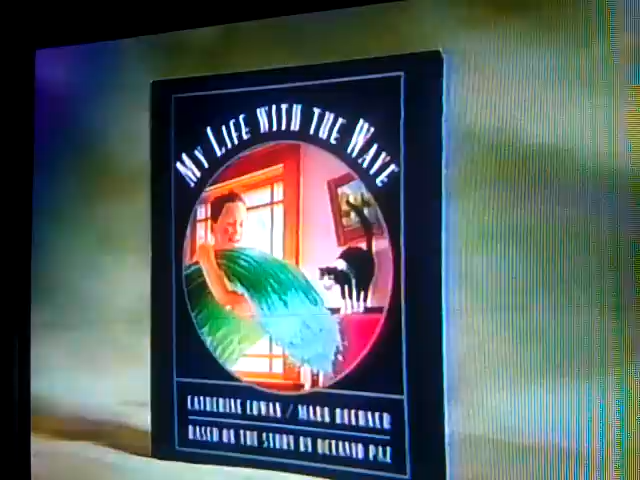 My Life with the Wave
Catherine Cowan / Mark Buehner
Based on the story by Octavio Paz